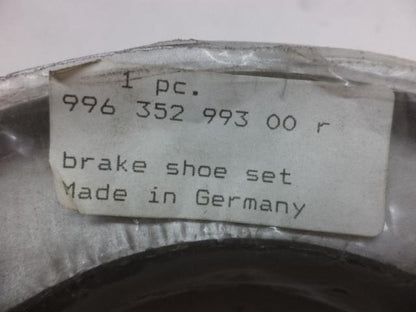 1 pc.
996 352 993 00 r
brake shoe set
Made in Germany